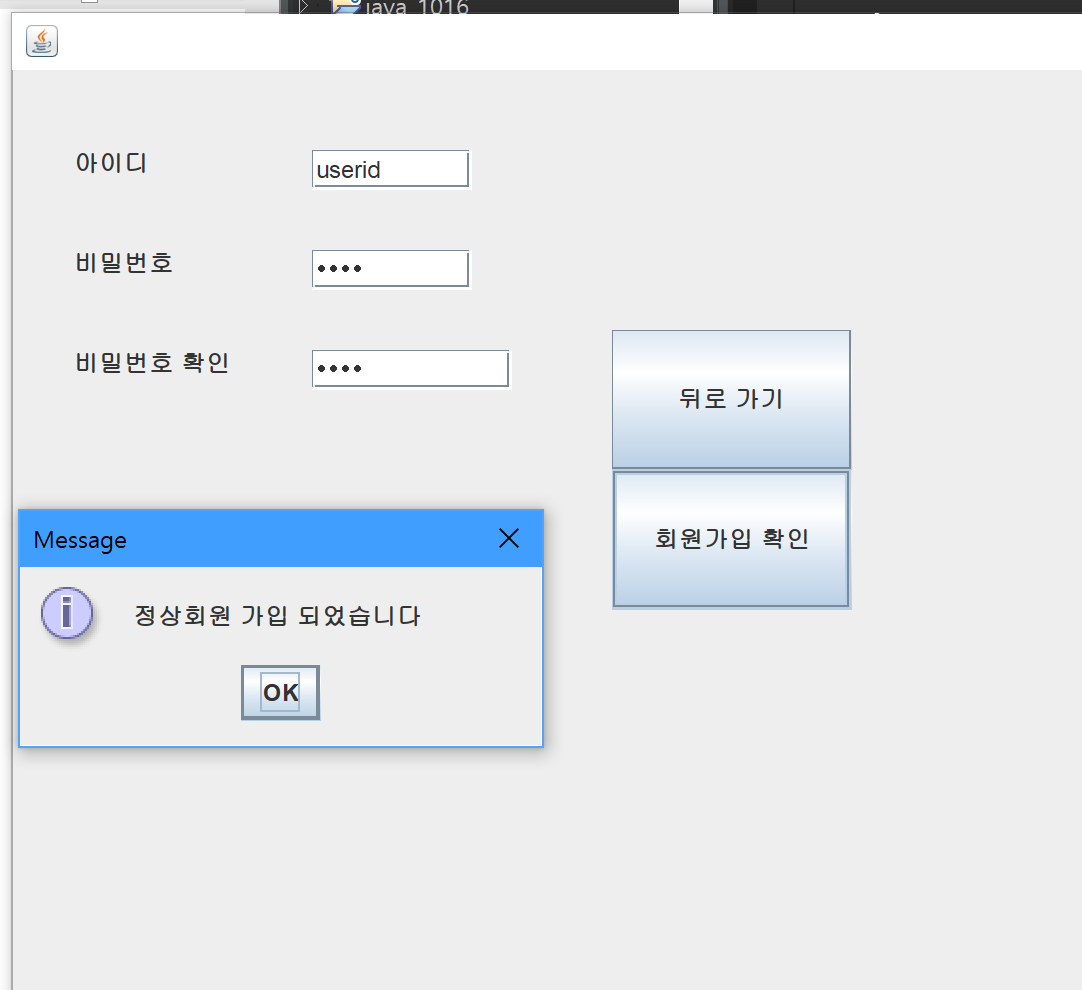 java_1016
아이디
userid
비밀번호
비밀번호 확인
뒤로 가기
회원가입 확인
Message
정상회원 가입 되었습니다
OK